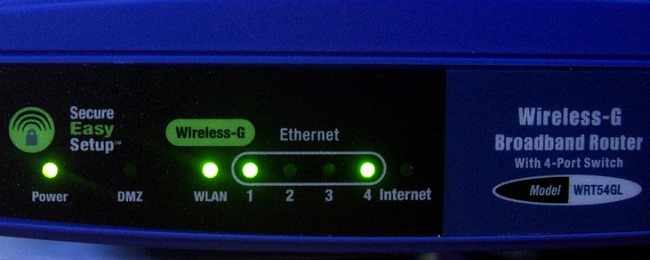 Secure
Easy
Setup™
Wireless-G
Ethernet
Power
DMZ
WLAN
1
2
3
4
Internet
Wireless-G
Broadband Router
With 4-Port Switch
Model WRT54GL